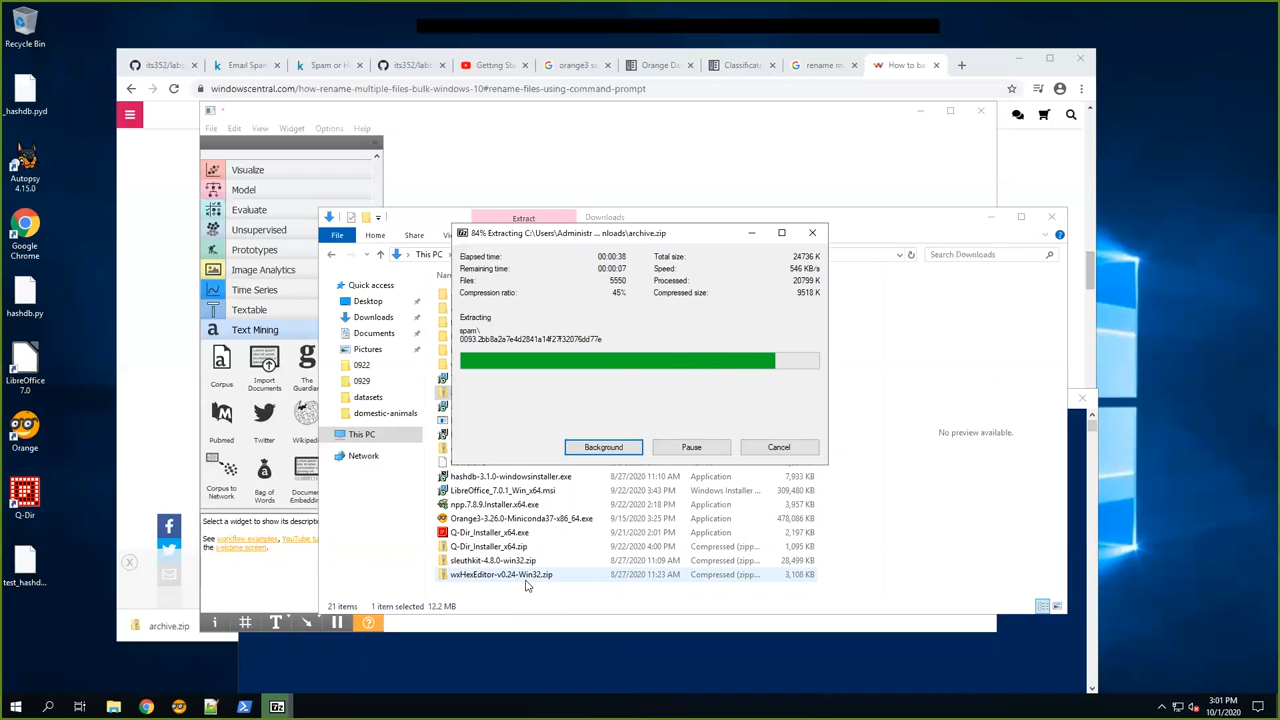 Recycle Bin
_hashdb.pyd
Autopsy
4.15.0
Google
Chrome
hashdb.py
LibreOffice
7.0
Orange
Q-Dir
test_hashd...
its352/labs
Email Spa
Spam or H
its352/labs
Getting Sta
orange3 sc
Orange Da
Classificat
rename mu
How to ba
windowscentral.com/how-rename-multiple-files-bulk-windows-10#rename-files-using-command-prompt
File Edit View Widget Options Help
Visualize
Model
Evaluate
Unsupervised
Prototypes
Image Analytics
Time Series
Textable
Text Mining
Corpus
Import
Documents
The
Guardia
Pubmed
Twitter
Wikiped
Corpus to
Network
Bag of
Words
Documen
Embeddin
Select a widget to show its descripti
See workflow examples, YouTube tu
the welcome screen.
archive.zip
Extract Downloads
File Home Share
This PC
Search Downloads
Nam
Quick access
Desktop
Downloads
Documents
Pictures
0922
0929
datasets
domestic-animals
This PC
Network
84% Extracting C:\Users\Administr ... nloads\archive.zip
Elapsed time: 00:00:38 Total size: 24736 K
Remaining time: 00:00:07 Speed: 546 KB/s
Files: 5550 Processed: 20799 K
Compression ratio: 45% Compressed size: 9518 K
Extracting
spam\
0093.2bb8a2a7e4d2841a14f27f32076dd77e
Background Pause Cancel
No preview available.
hashdb-3.1.0-windowsinstaller.exe 8/27/2020 11:10 AM Application 7,933 KB
LibreOffice_7.0.1_Win_x64.msi 9/22/2020 3:43 PM Windows Installer ... 309,480 KB
npp.7.8.9.Installer.x64.exe 9/22/2020 2:18 PM Application 3,957 KB
Orange3-3.26.0-Miniconda37-x86_64.exe 9/15/2020 3:25 PM Application 478,086 KB
Q-Dir_Installer_x64.exe 9/21/2020 2:01 PM Application 2,197 KB
Q-Dir_Installer_x64.zip 9/22/2020 4:00 PM Compressed (zipp... 1,095 KB
sleuthkit-4.8.0-win32.zip 8/27/2020 11:09 AM Compressed (zipp... 28,499 KB
wxHexEditor-v0.24-Win32.zip 8/27/2020 11:23 AM Compressed (zipp... 3,108 KB
21 items 1 item selected 12.2 MB
3:01 PM
10/1/2020